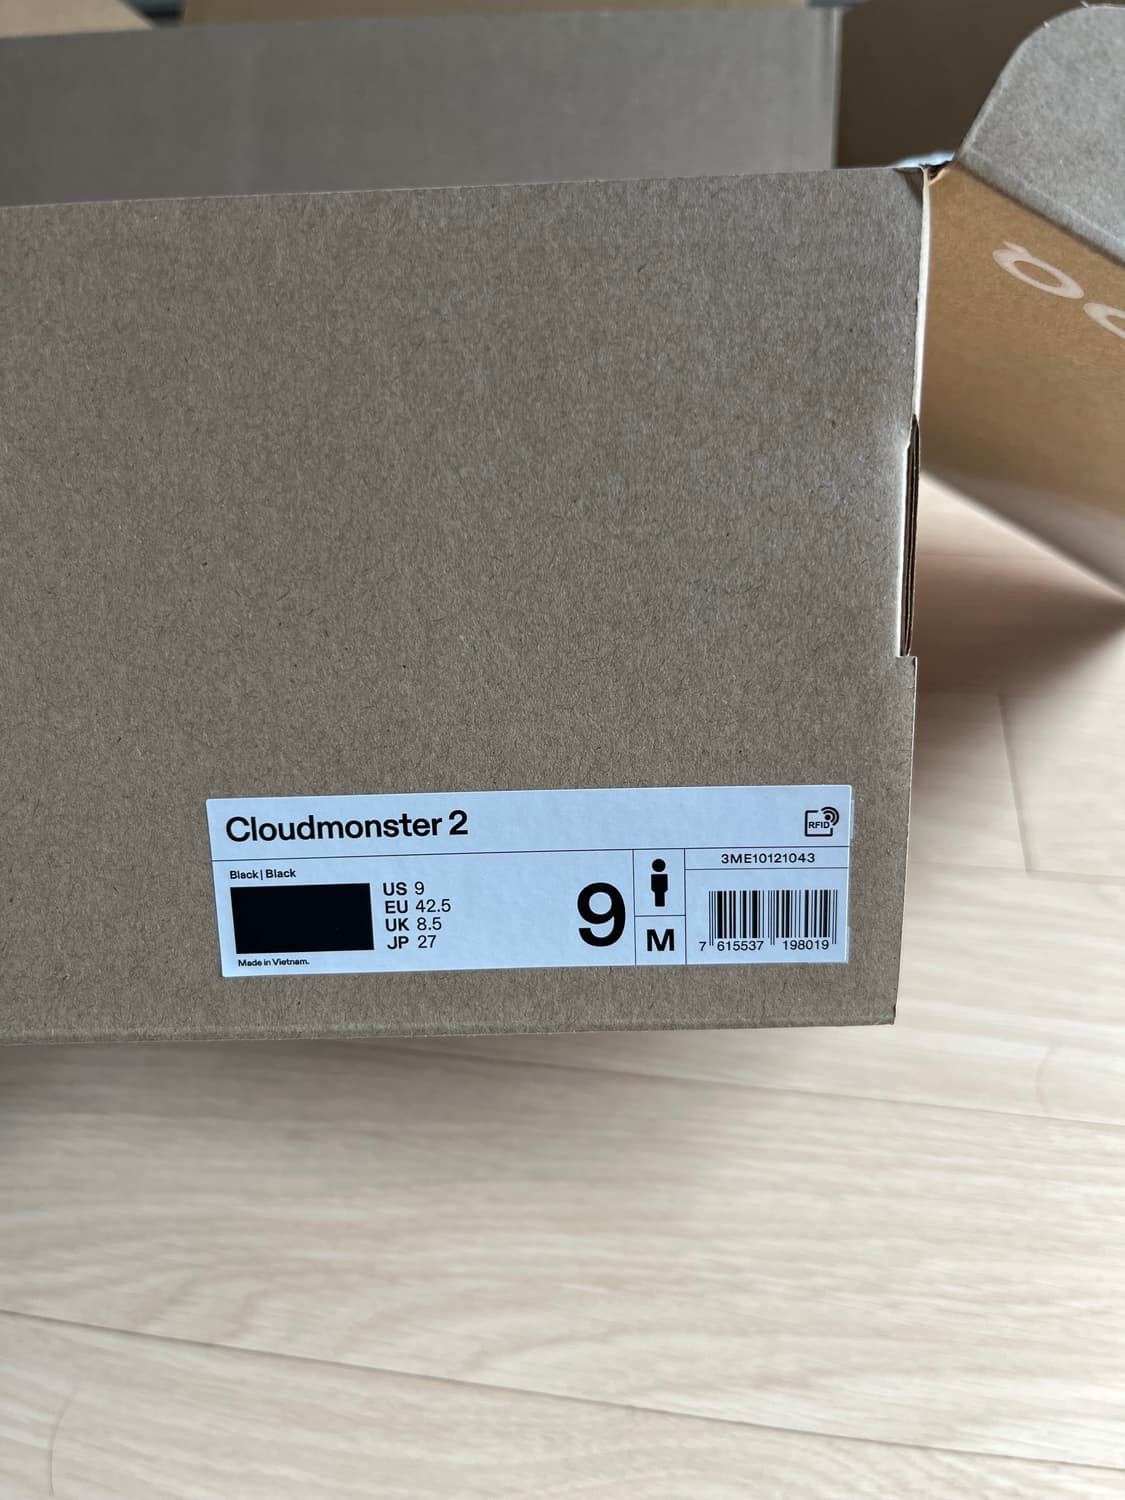 Cloudmonster 2
RFID
Black | Black
US 9
EU 42.5
UK 8.5
JP 27
Made in Vietnam.
9
M
3ME10121043
7 615537 198019